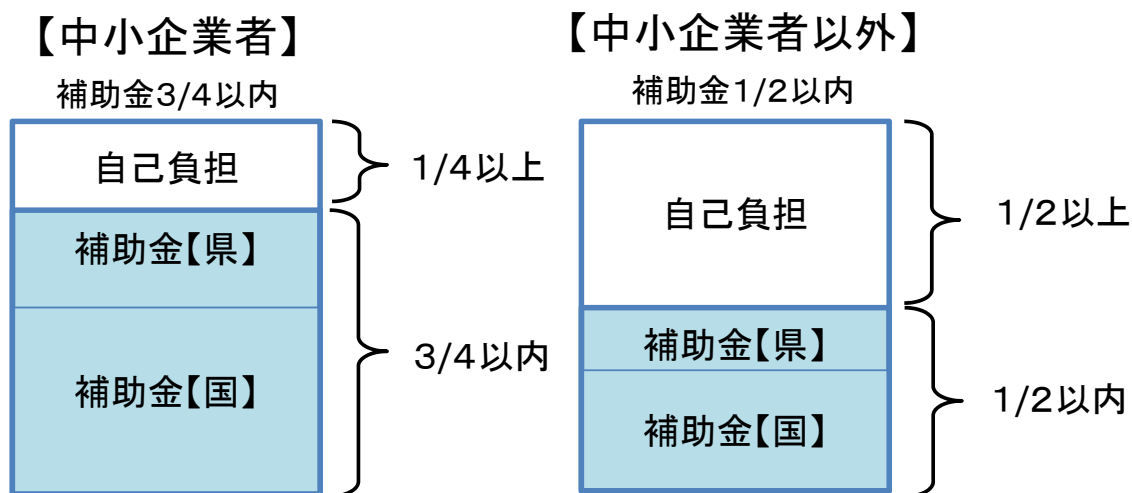 【中小企業者】
補助金3/4以内
自己負担
1/4以上
補助金【県】
補助金【国】
3/4以内
【中小企業者以外】
補助金1/2以内
自己負担
1/2以上
補助金【県】
補助金【国】
1/2以内